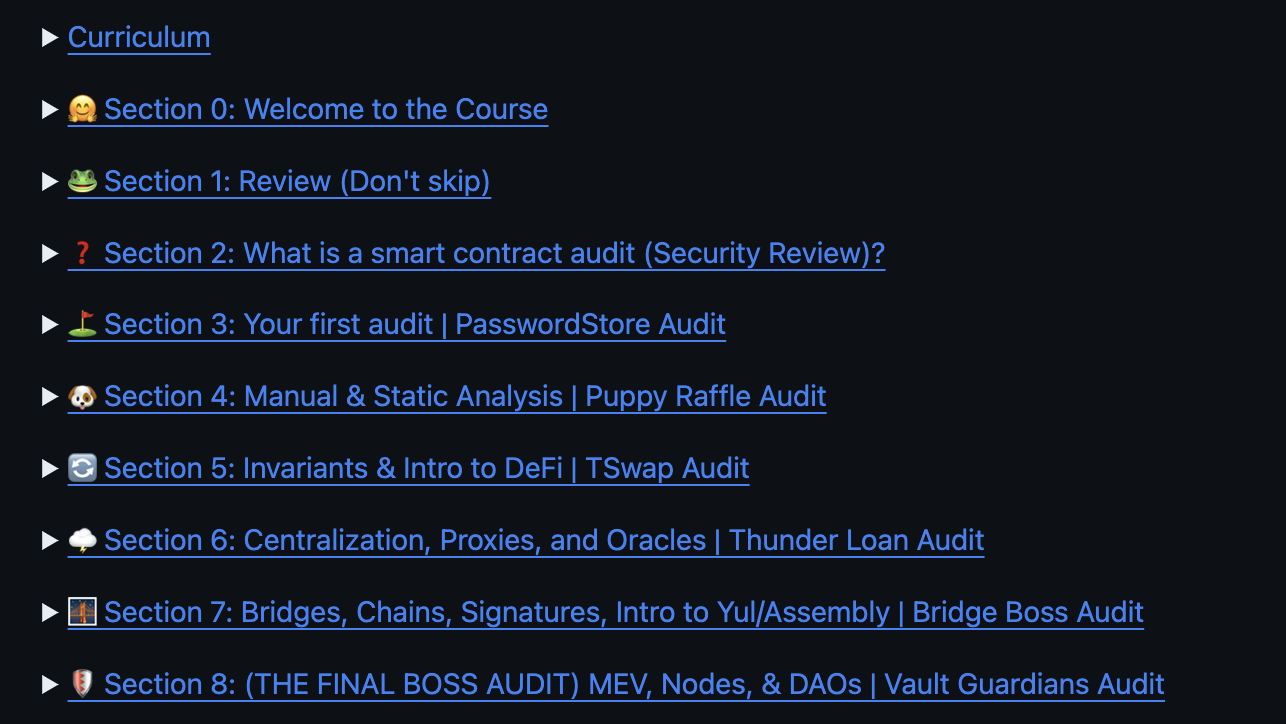 Curriculum
🤗 Section 0: Welcome to the Course
🐸 Section 1: Review (Don't skip)
❓ Section 2: What is a smart contract audit (Security Review)?
⛳️ Section 3: Your first audit | PasswordStore Audit
🐶 Section 4: Manual & Static Analysis | Puppy Raffle Audit
🔄 Section 5: Invariants & Intro to DeFi | TSwap Audit
🌩️ Section 6: Centralization, Proxies, and Oracles | Thunder Loan Audit
🌉 Section 7: Bridges, Chains, Signatures, Intro to Yul/Assembly | Bridge Boss Audit
🛡️ Section 8: (THE FINAL BOSS AUDIT) MEV, Nodes, & DAOs | Vault Guardians Audit